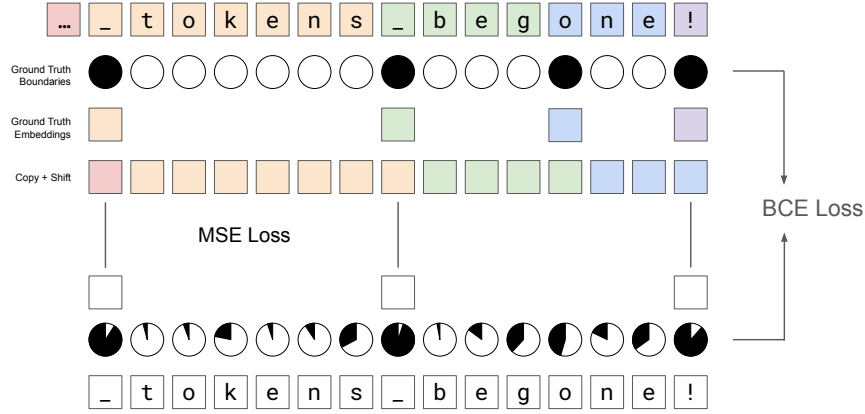 … _ t o k e n s _ b e g o n e !
Ground Truth
Boundaries
Ground Truth
Embeddings
Copy + Shift
MSE Loss
BCE Loss
_ t o k e n s _ b e g o n e !